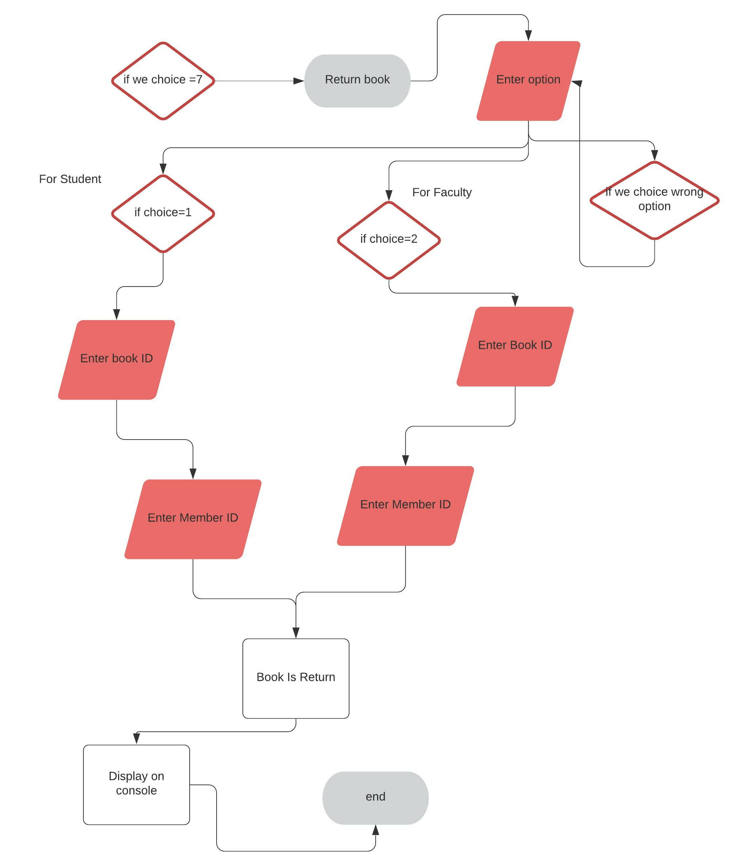 if we choice =7
Return book
Enter option
For Student
For Faculty
if we choice wrong
option
if choice=1
if choice=2
Enter book ID
Enter Book ID
Enter Member ID
Enter Member ID
Book Is Return
Display on
console
end